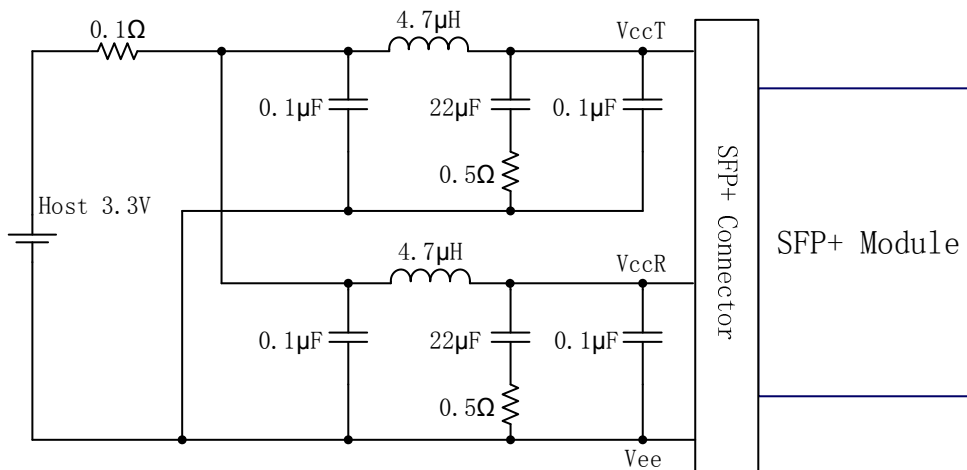 4.7μH
VccT
0.1Ω
0.1μF
22μF
0.1μF
0.5Ω
Host 3.3V
SFP+ Connector
SFP+ Module
4.7μH
VccR
0.1μF
22μF
0.1μF
0.5Ω
Vee